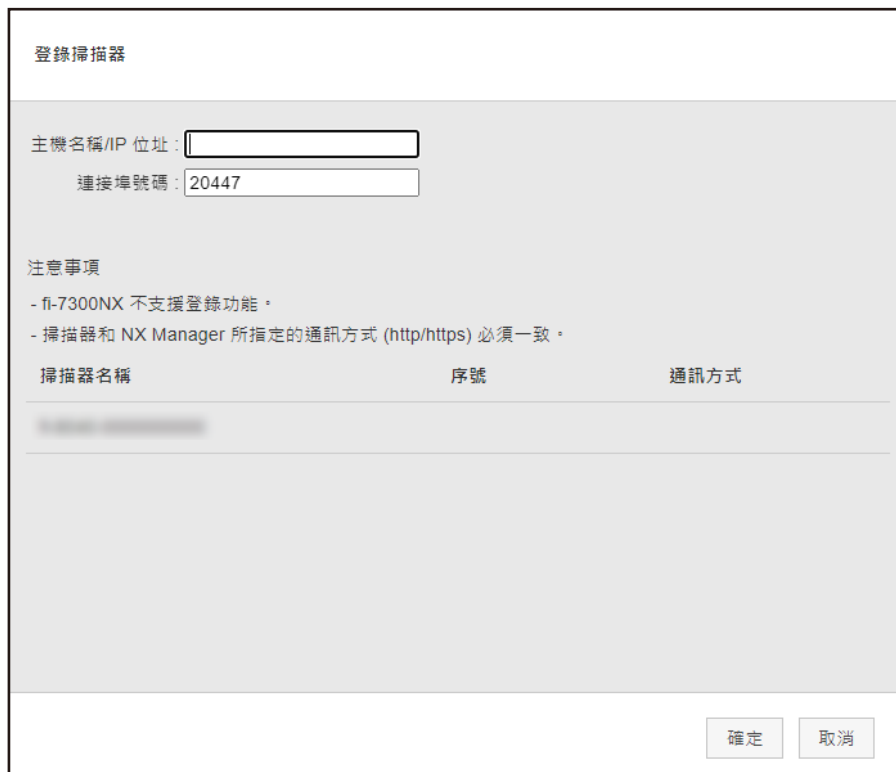 登錄掃描器
主機名稱/IP 位址 :
連接埠號碼 : 20447
注意事項
- fi-7300NX 不支援登錄功能。
- 掃描器和 NX Manager 所指定的通訊方式 (http/https) 必須一致。
掃描器名稱 序號 通訊方式
確定 取消